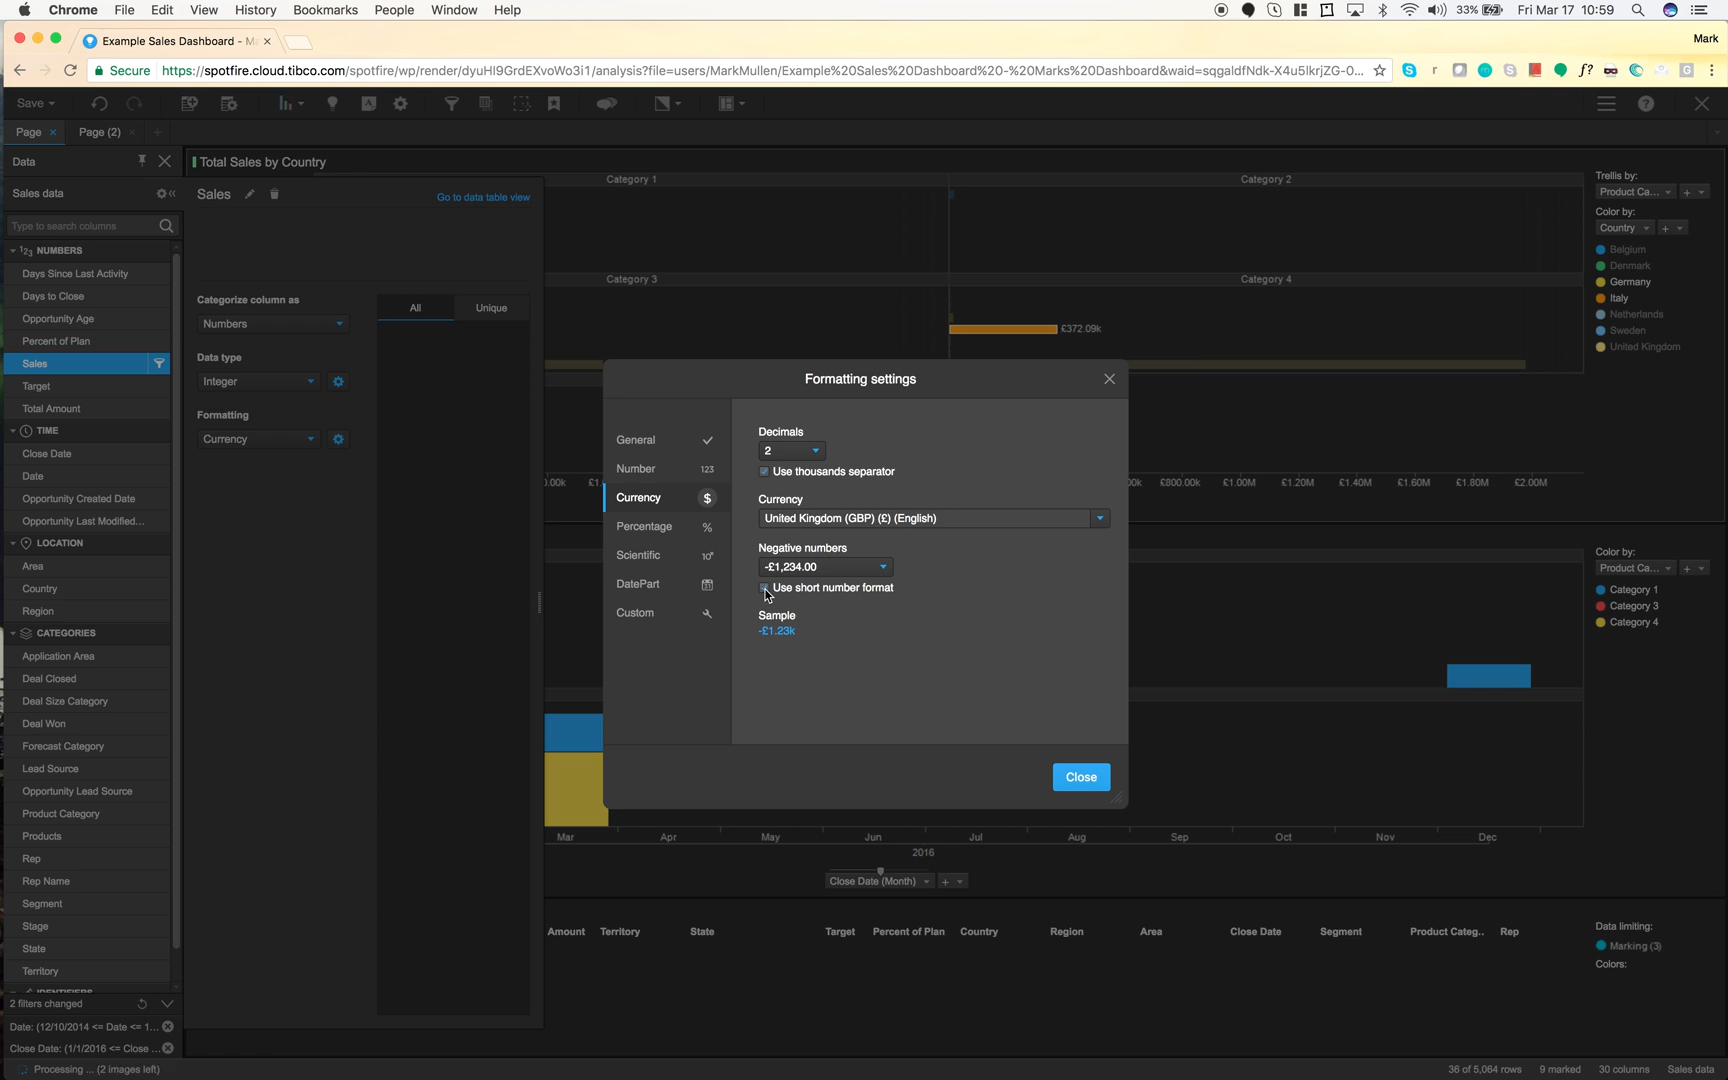 Chrome File Edit View History Bookmarks People Window Help 33% Fri Mar 17 10:59
Example Sales Dashboard - M
Mark
Secure https://spotfire.cloud.tibco.com/spotfire/wp/render/dyuHI9GrdEXvoWo3i1/analysis?file=users/MarkMullen/Example%20Sales%20Dashboard%20-%20Marks%20Dashboard&waid=sqgaldfNdk-X4u5lkrjZG-0...
Save
Page Page (2)
Data
Total Sales by Country
Sales data
Sales
Go to data table view
Type to search columns
NUMBERS
Days Since Last Activity
Days to Close
Opportunity Age
Percent of Plan
Sales
Target
Total Amount
TIME
Close Date
Date
Opportunity Created Date
Opportunity Last Modified...
LOCATION
Area
Country
Region
CATEGORIES
Application Area
Deal Closed
Deal Size Category
Deal Won
Forecast Category
Lead Source
Opportunity Lead Source
Product Category
Products
Rep
Rep Name
Segment
Stage
State
Territory
IDENTIFIERS
2 filters changed
Date: (12/10/2014 <= Date <= 1...
Close Date: (1/1/2016 <= Close ...
Processing ... (2 images left)
Categorize column as
Numbers
Data type
Integer
Formatting
Currency
All Unique
Category 1 Category 2
Category 3 Category 4
£372.09k
£800.00k £1.00M £1.20M £1.40M £1.60M £1.80M £2.00M
Trellis by:
Product Ca...
Color by:
Country
Belgium
Denmark
Germany
Italy
Netherlands
Sweden
United Kingdom
Formatting settings
General
Number 123
Currency $
Percentage %
Scientific
DatePart
Custom
Decimals
2
Use thousands separator
Currency
United Kingdom (GBP) (£) (English)
Negative numbers
-£1,234.00
Use short number format
Sample
-£1.23k
Close
Color by:
Product Ca...
Category 1
Category 3
Category 4
Mar Apr May Jun Jul Aug Sep Oct Nov Dec
2016
Close Date (Month)
Amount Territory State Target Percent of Plan Country Region Area Close Date Segment Product Categ.. Rep
Data limiting:
Marking (3)
Colors:
36 of 5,064 rows 9 marked 30 columns Sales data